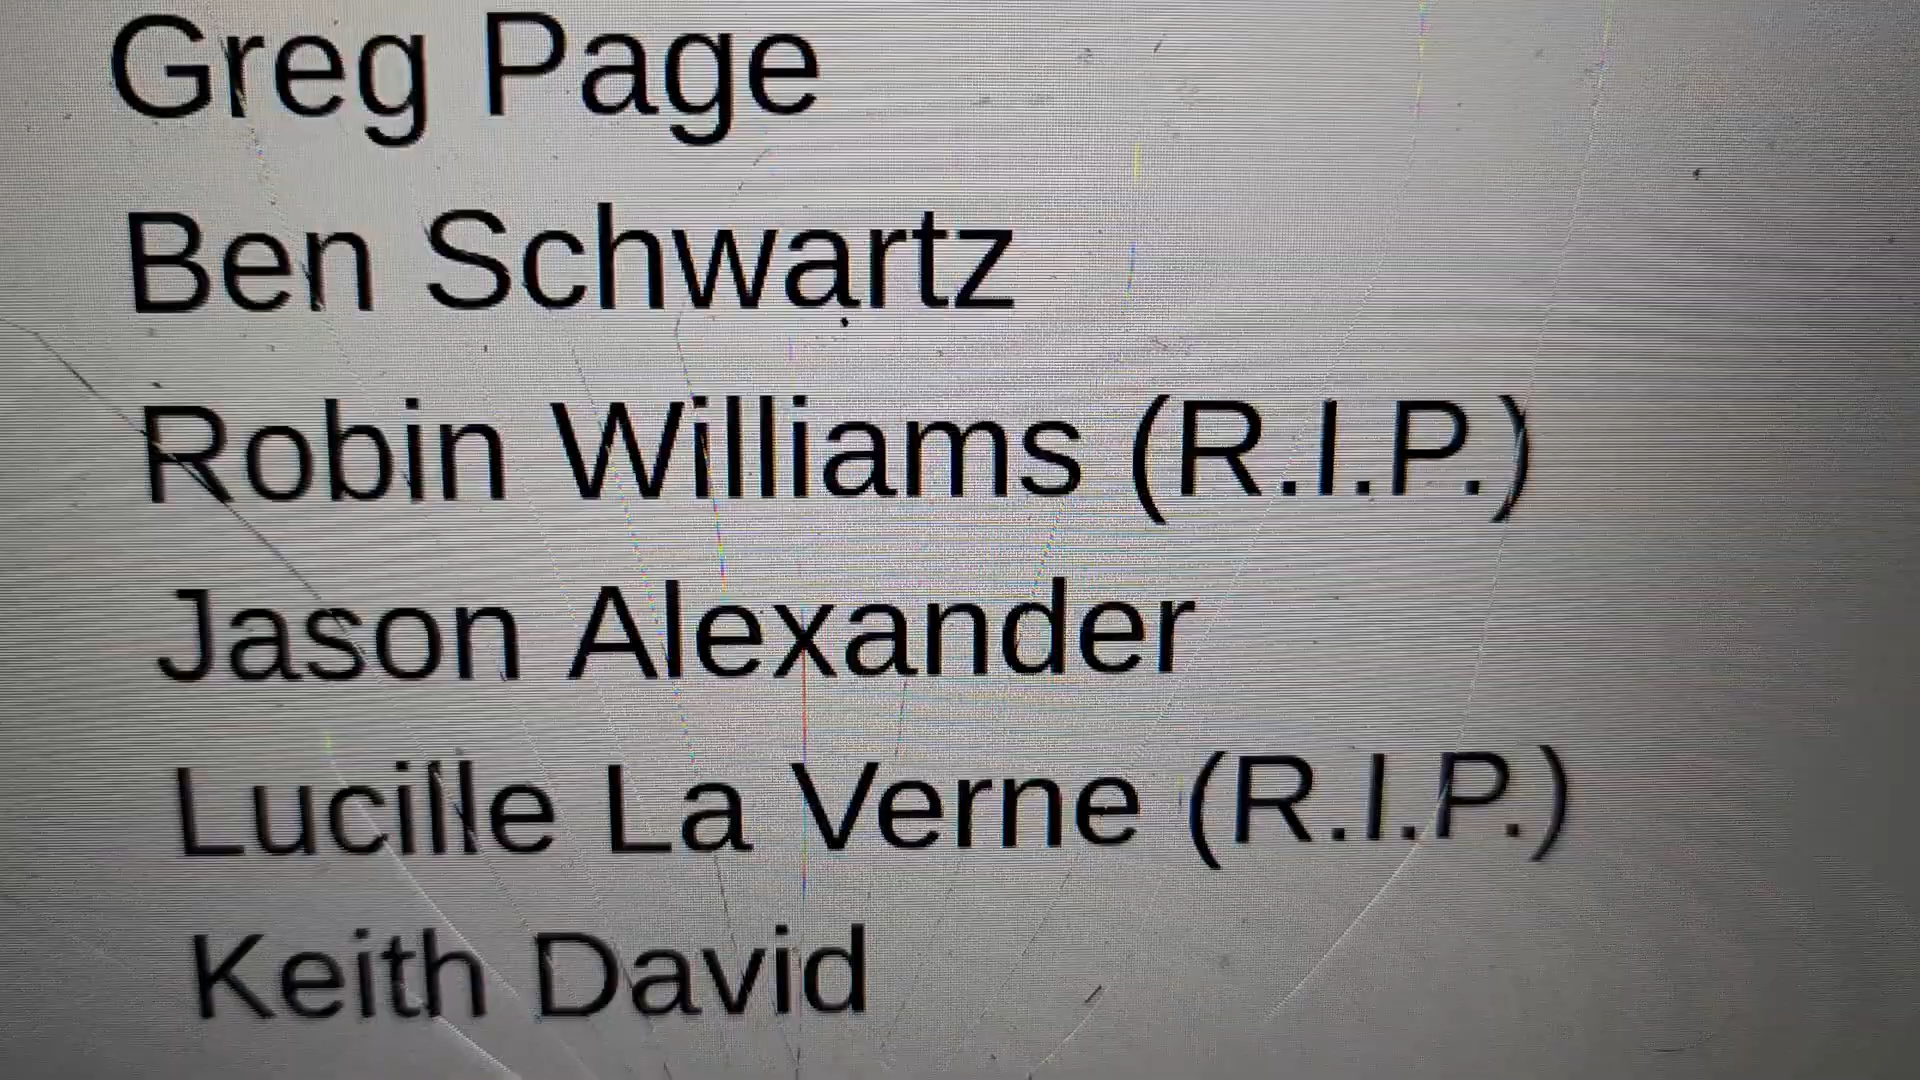 Greg Page
Ben Schwartz
Robin Williams (R.I.P.)
Jason Alexander
Lucille La Verne (R.I.P.)
Keith David